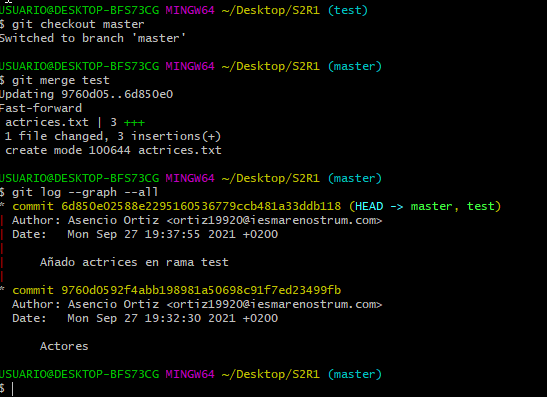 USUARIO@DESKTOP-BFS73CG MINGW64 ~/Desktop/S2R1 (test)
$ git checkout master
Switched to branch 'master'
USUARIO@DESKTOP-BFS73CG MINGW64 ~/Desktop/S2R1 (master)
$ git merge test
Updating 9760d05..6d850e0
Fast-forward
 actrices.txt | 3 +++
 1 file changed, 3 insertions(+)
 create mode 100644 actrices.txt
USUARIO@DESKTOP-BFS73CG MINGW64 ~/Desktop/S2R1 (master)
$ git log --graph --all
* commit 6d850e02588e2295160536779ccb481a33ddb118 (HEAD -> master, test)
| Author: Asencio Ortiz <ortiz19920@iesmarenostrum.com>
| Date:   Mon Sep 27 19:37:55 2021 +0200
|
|     Añado actrices en rama test
|
* commit 9760d0592f4abb198981a50698c91f7ed23499fb
  Author: Asencio Ortiz <ortiz19920@iesmarenostrum.com>
  Date:   Mon Sep 27 19:32:30 2021 +0200
      Actores
USUARIO@DESKTOP-BFS73CG MINGW64 ~/Desktop/S2R1 (master)
$